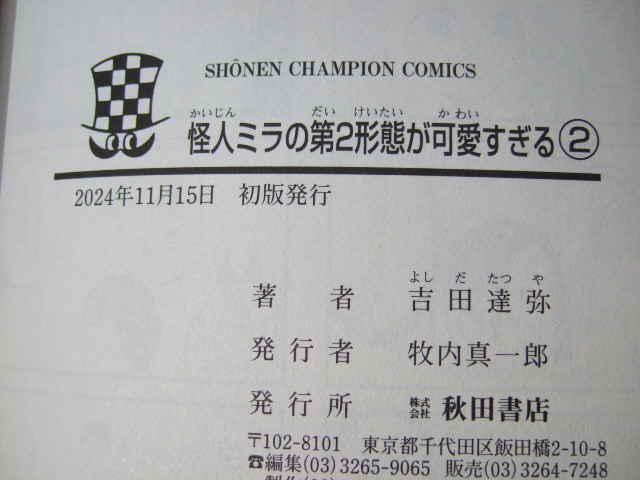 SHŌNEN CHAMPION COMICS
かいじん だい けいたい かわい
怪人ミラの第2形態が可愛すぎる②
2024年11月15日 初版発行
よし だ たつ や
著者 吉田達弥
発行者 牧内真一郎
発行所 株式会社 秋田書店
〒102-8101 東京都千代田区飯田橋2-10-8
☎編集(03)3265-9065 販売(03)3264-7248